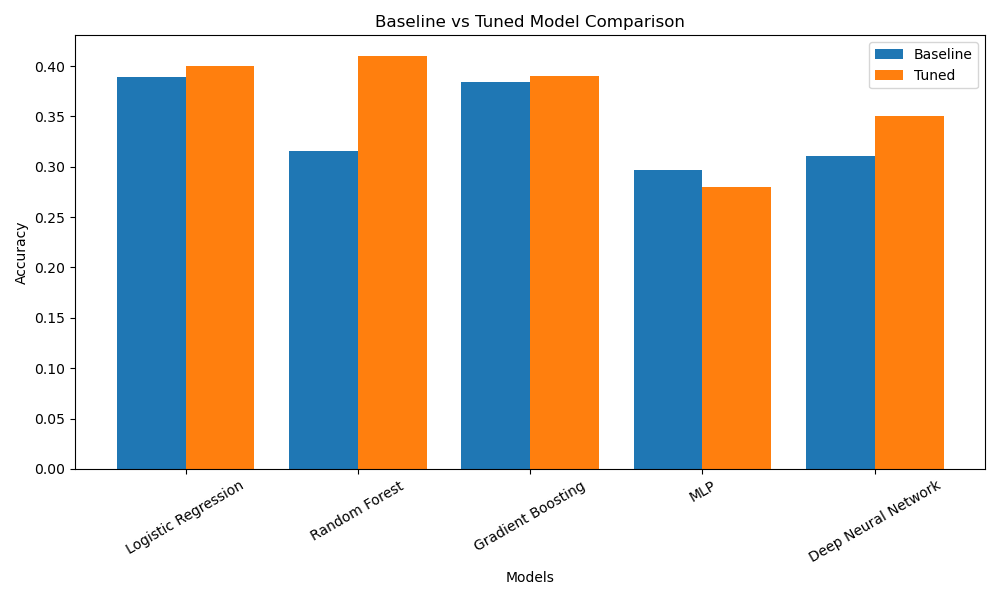 Baseline vs Tuned Model Comparison
Baseline
Tuned
Accuracy
0.40
0.35
0.30
0.25
0.20
0.15
0.10
0.05
0.00
Logistic Regression
Random Forest
Gradient Boosting
MLP
Deep Neural Network
Models